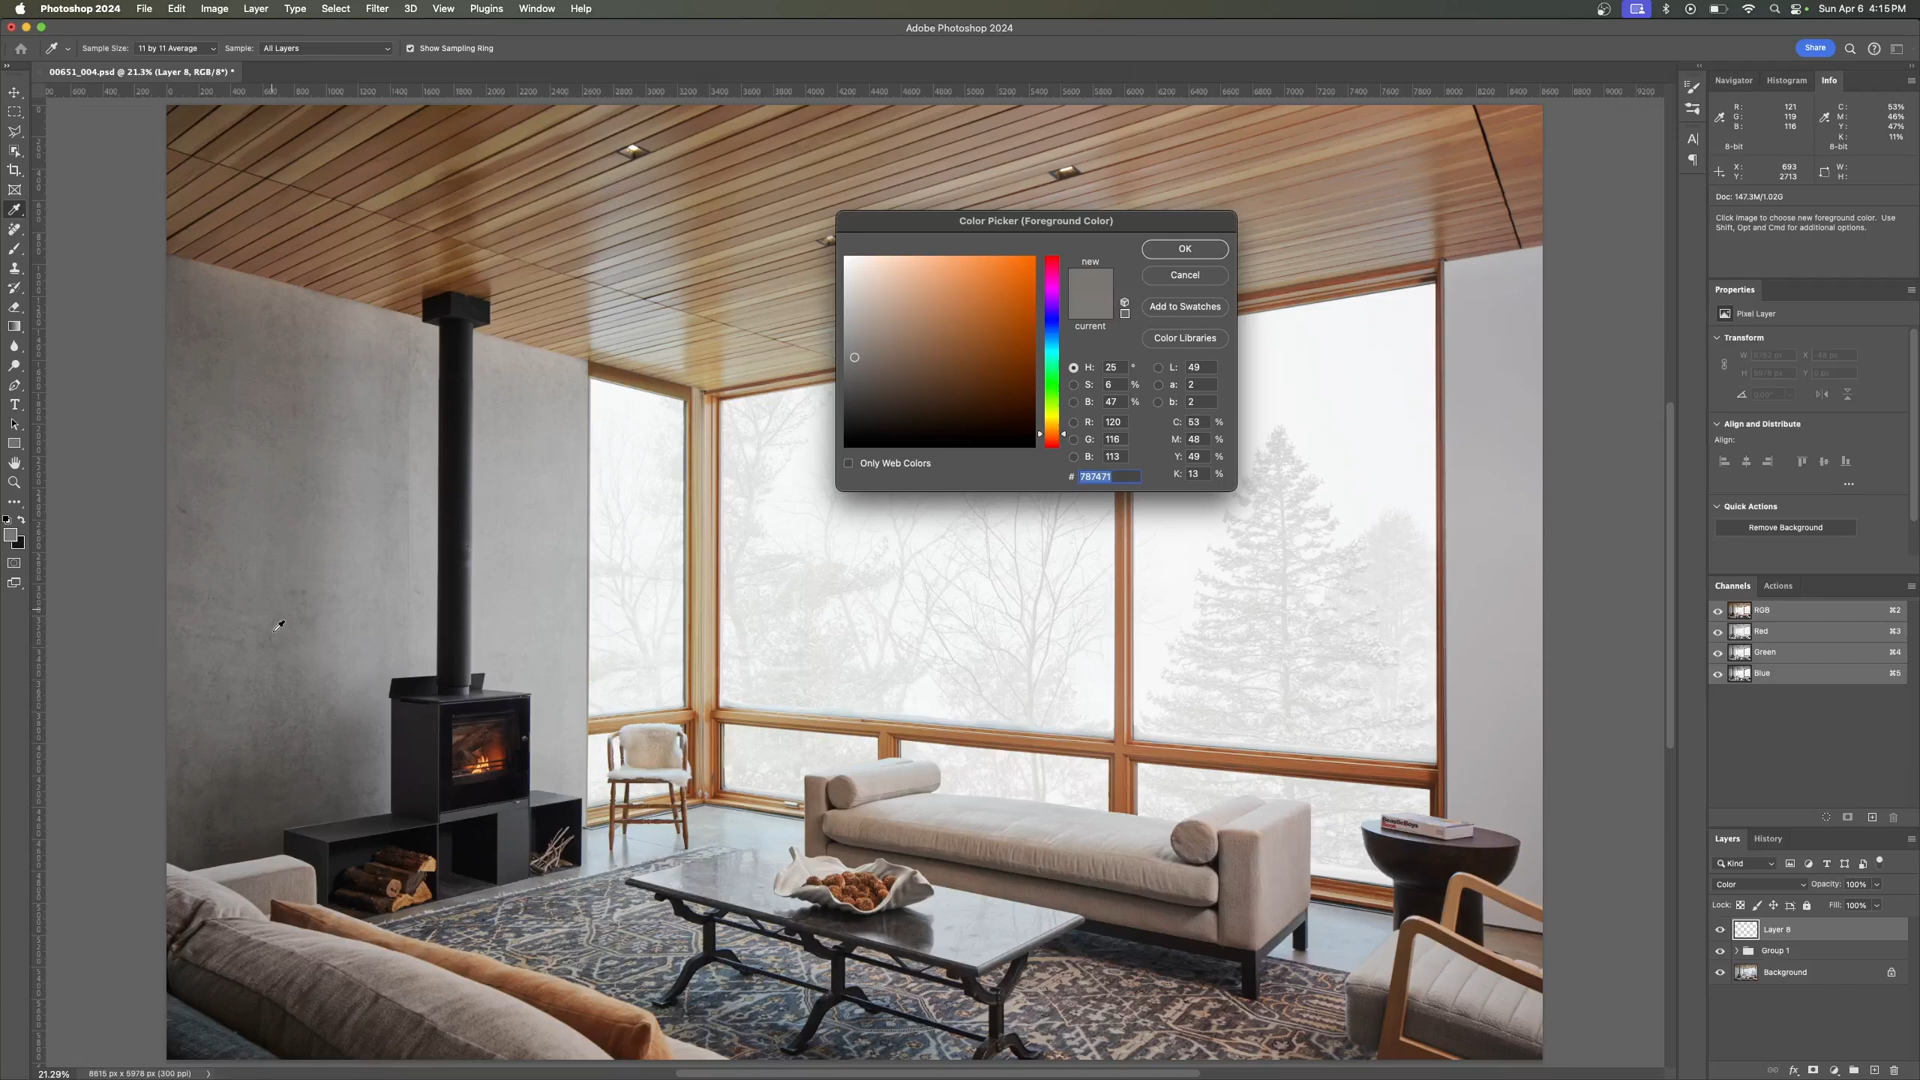 Photoshop 2024 File Edit Image Layer Type Select Filter 3D View Plugins Window Help Sun Apr 6 4:15PM
Adobe Photoshop 2024
Sample Size: 11 by 11 Average Sample: All Layers Show Sampling Ring Share
00651_004.psd @ 21.3% (Layer 8, RGB/8*) *
Navigator Histogram Info
R: 121 C: 53%
G: 119 M: 46%
B: 116 Y: 47%
K: 11%
8-bit 8-bit
X: 693 W:
Y: 2713 H:
Doc: 147.3M/1.02G
Click image to choose new foreground color. Use
Shift, Opt and Cmd for additional options.
Properties
Pixel Layer
Transform
Align and Distribute
Align:
Quick Actions
Remove Background
Channels Actions
RGB ⌘2
Red ⌘3
Green ⌘4
Blue ⌘5
Layers History
Kind
Color Opacity: 100%
Lock: Fill: 100%
Layer 8
Group 1
Background
Color Picker (Foreground Color)
new
current
OK
Cancel
Add to Swatches
Color Libraries
H: 25 ° L: 49
S: 6 % a: 2
B: 47 % b: 2
R: 120 C: 53 %
G: 116 M: 48 %
B: 113 Y: 49 %
# 787471 K: 13 %
Only Web Colors
21.29% 8615 px x 5978 px (300 ppi)